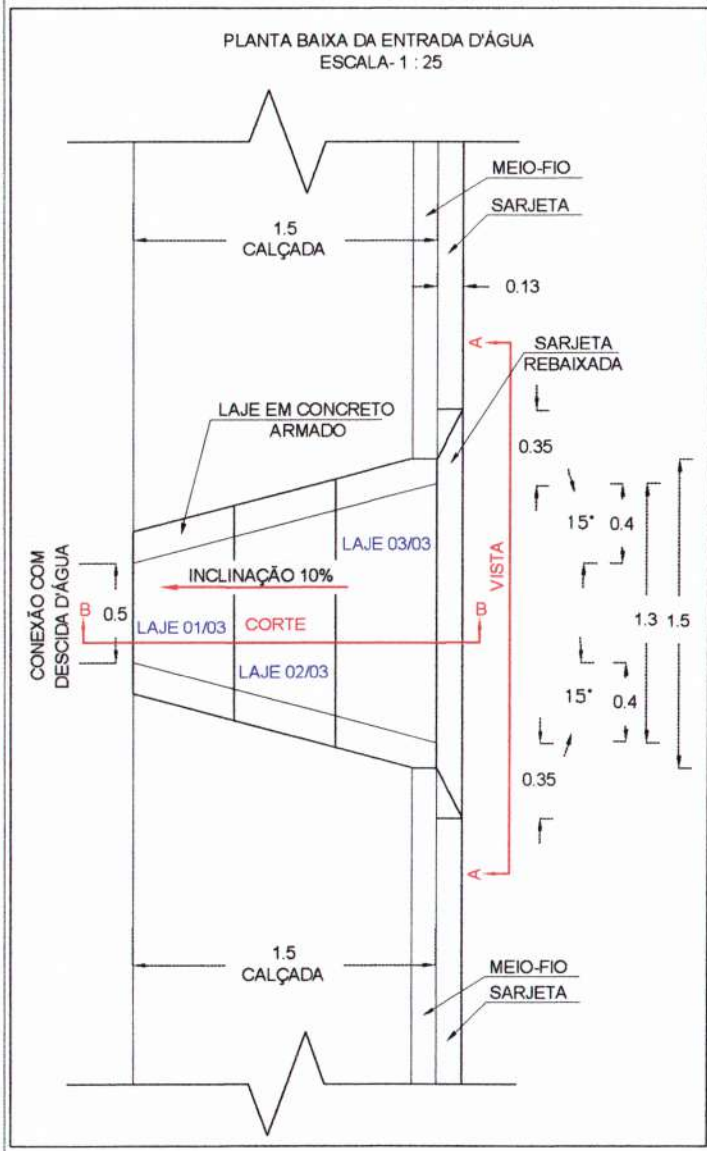 PLANTA BAIXA DA ENTRADA D'ÁGUA
ESCALA- 1 : 25
MEIO-FIO
SARJETA
1.5
CALÇADA
0.13
A
SARJETA
REBAIXADA
LAJE EM CONCRETO
ARMADO
0.35
CONEXÃO COM
DESCIDA D'ÁGUA
LAJE 03/03
VISTA
15°
0.4
INCLINAÇÃO 10%
B
0.5
LAJE 01/03
CORTE
B
1.3
1.5
LAJE 02/03
15°
0.4
0.35
A
1.5
CALÇADA
MEIO-FIO
SARJETA